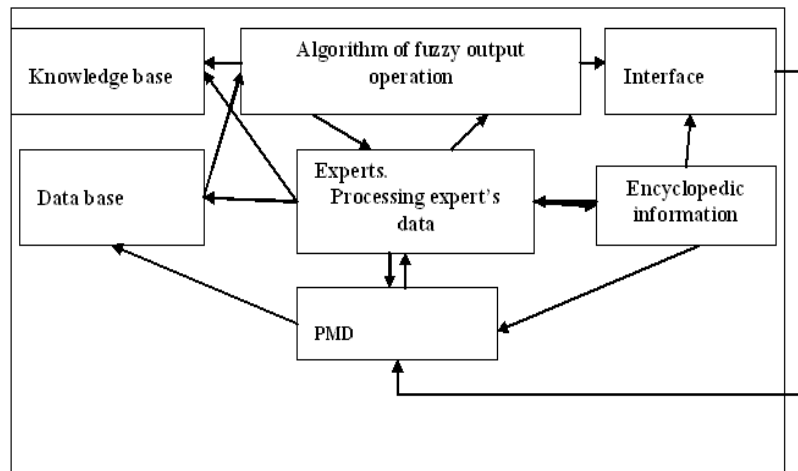 Algorithm of fuzzy output
operation
Knowledge base
Interface
Experts.
Processing expert's
data
Data base
Encyclopedic
information
PMD